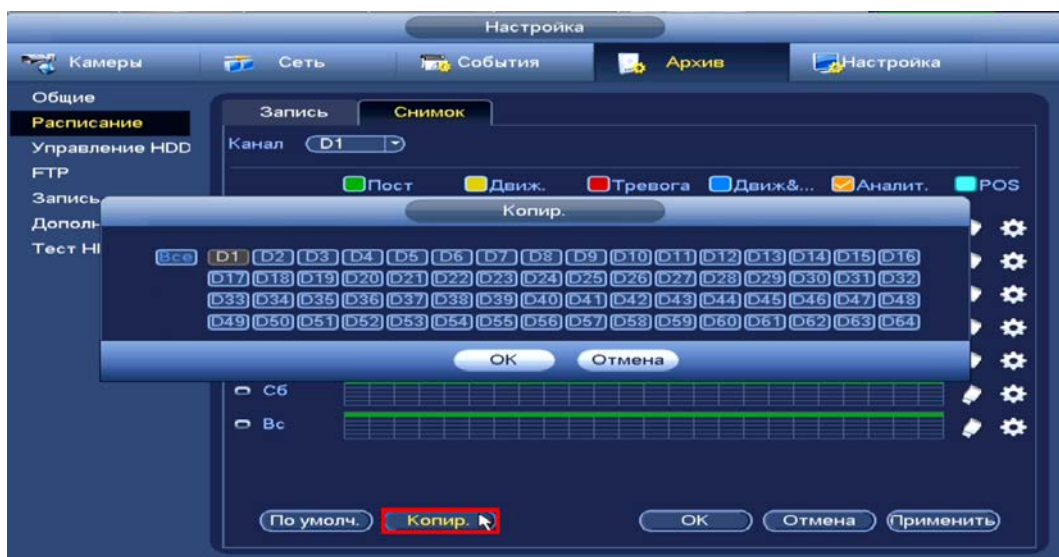 Настройка
Камеры Сеть События Архив Настройка
Общие
Расписание
Управление HDD
FTP
Запись
Дополн
Тест HI
Запись Снимок
Канал D1
Пост Движ. Тревога Движ&... Аналит. POS
Копир.
Все D1 D2 D3 D4 D5 D6 D7 D8 D9 D10 D11 D12 D13 D14 D15 D16
D17 D18 D19 D20 D21 D22 D23 D24 D25 D26 D27 D28 D29 D30 D31 D32
D33 D34 D35 D36 D37 D38 D39 D40 D41 D42 D43 D44 D45 D46 D47 D48
D49 D50 D51 D52 D53 D54 D55 D56 D57 D58 D59 D60 D61 D62 D63 D64
OK Отмена
Сб
Вс
По умолч. Копир. OK Отмена Применить